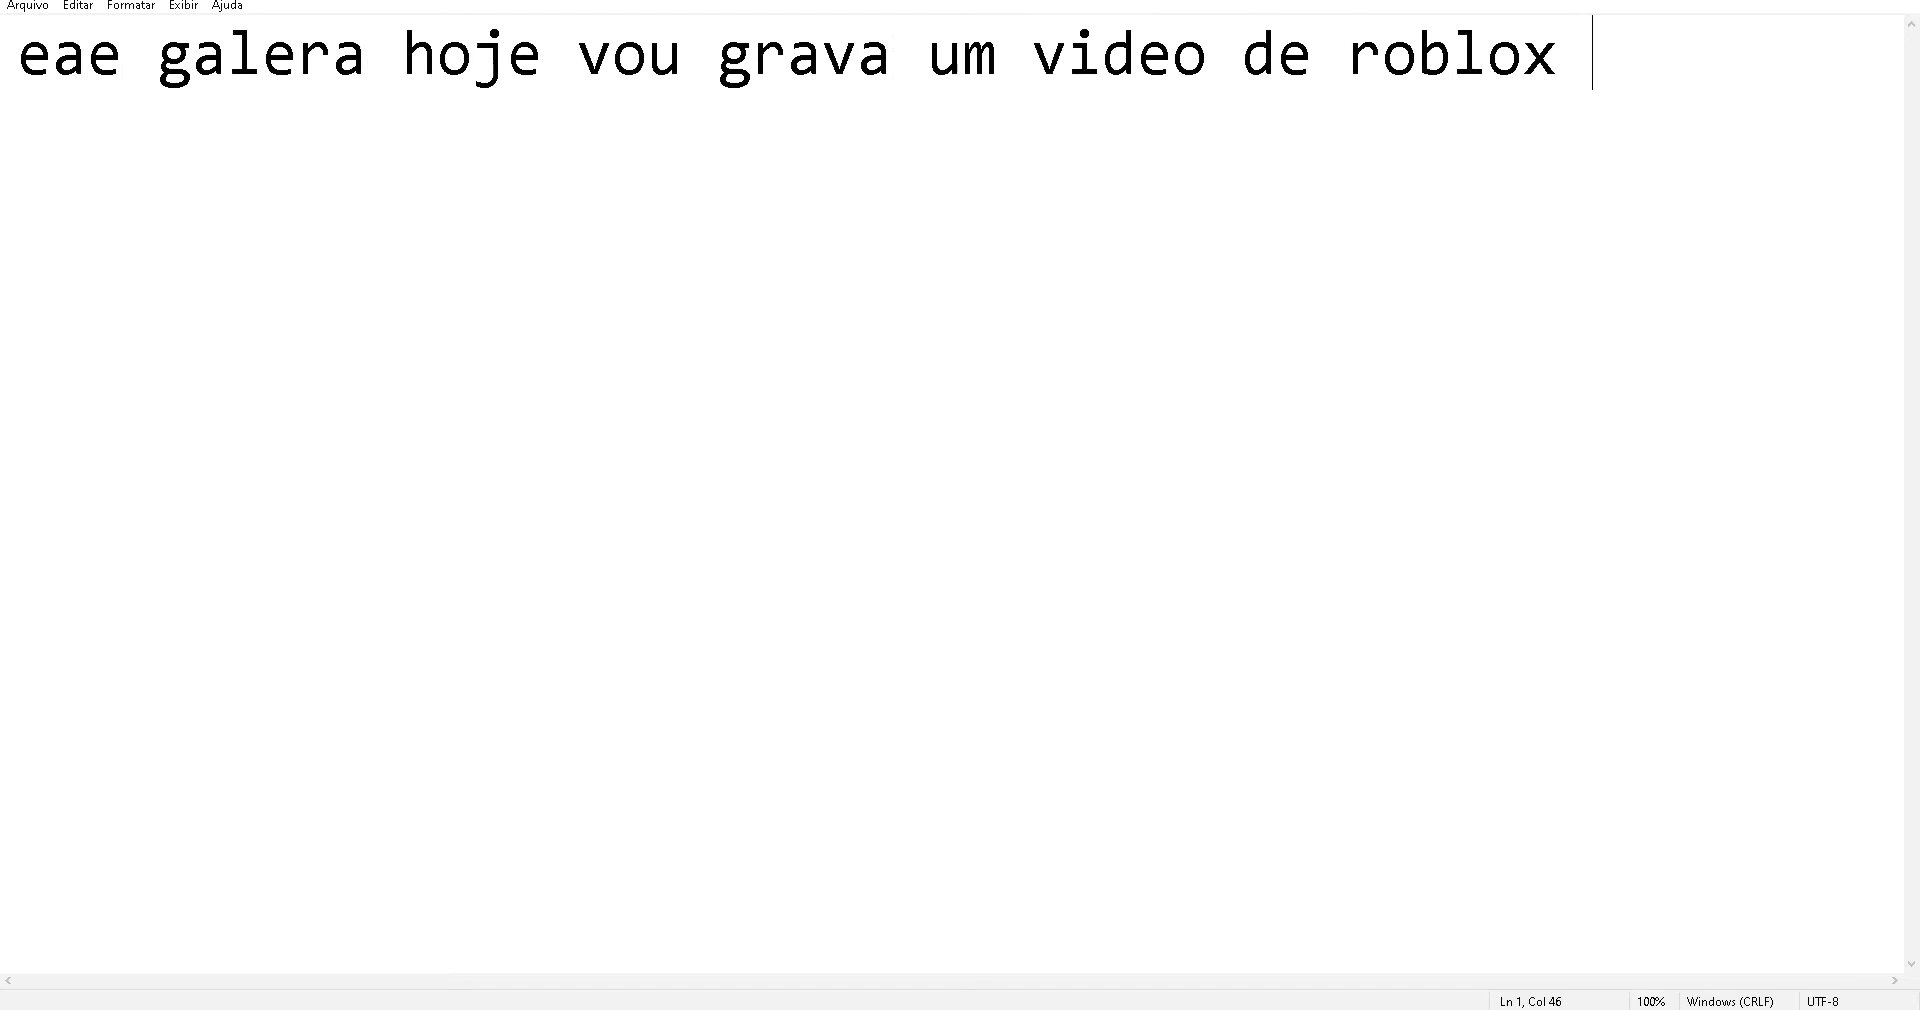 Arquivo Editar Formatar Exibir Ajuda
eae galera hoje vou grava um video de roblox
Ln 1, Col 46 100% Windows (CRLF) UTF-8